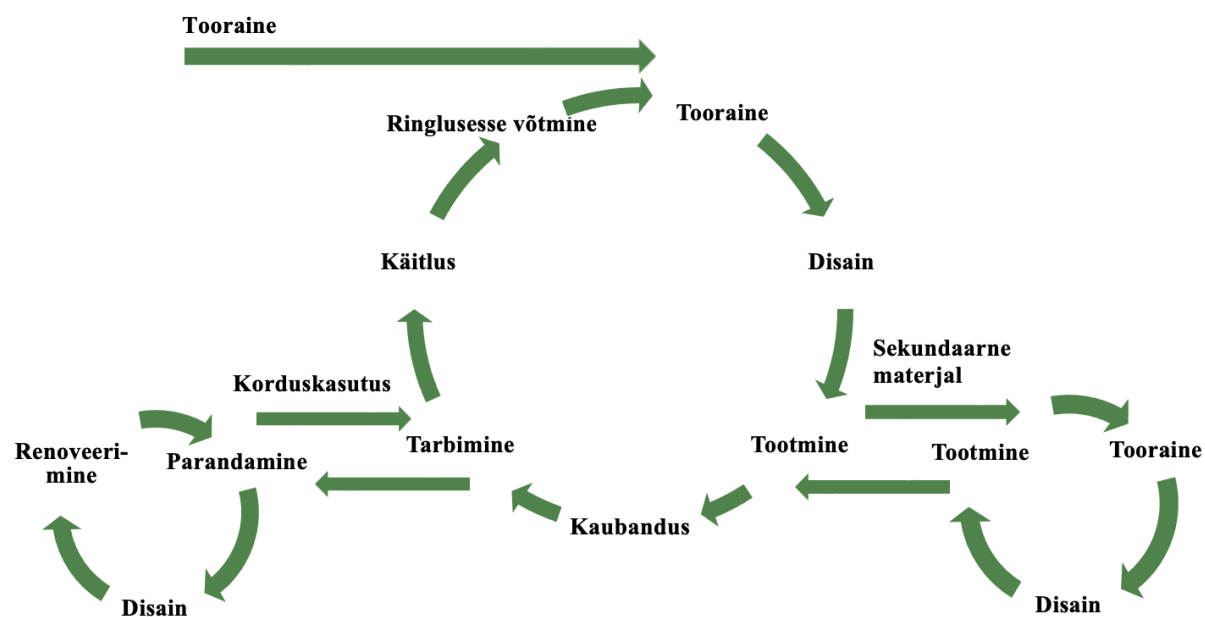 Tooraine
Tooraine
Ringlusesse võtmine
Käitlus
Disain
Sekundaarne
materjal
Korduskasutus
Tarbimine
Tootmine
Tootmine
Tooraine
Renoveeri-
mine
Parandamine
Kaubandus
Disain
Disain